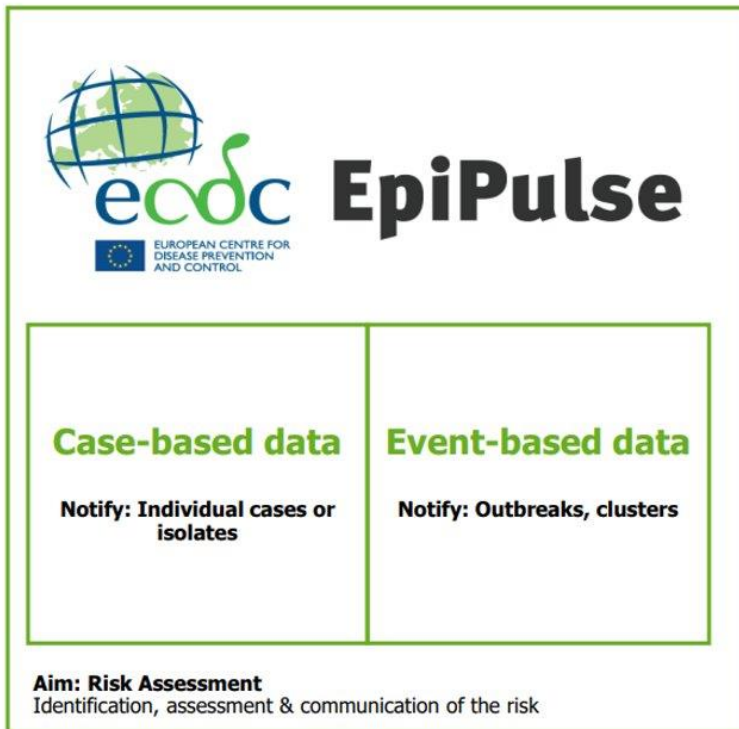 ecdc
EUROPEAN CENTRE FOR
DISEASE PREVENTION
AND CONTROL
EpiPulse
Case-based data
Notify: Individual cases or
isolates
Event-based data
Notify: Outbreaks, clusters
Aim: Risk Assessment
Identification, assessment & communication of the risk